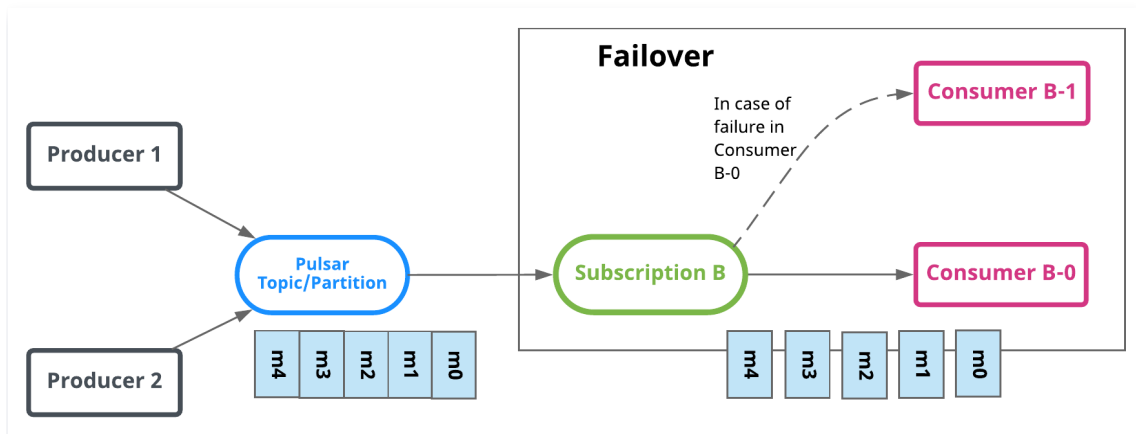 Failover
In case of
failure in
Consumer
B-0
Consumer B-1
Producer 1
Pulsar
Topic/Partition
Subscription B
Consumer B-0
Producer 2
m4
m3
m2
m1
m0
m4
m3
m2
m1
m0